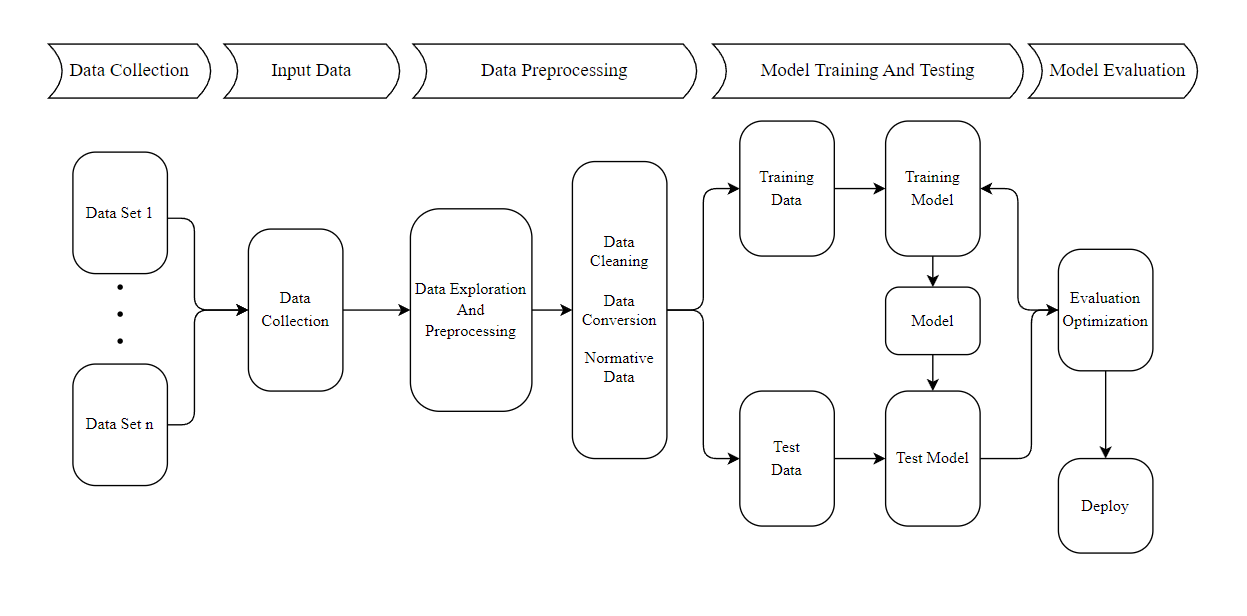 Data Collection
Input Data
Data Preprocessing
Model Training And Testing
Model Evaluation
Data Set 1
Data Set n
Data
Collection
Data Exploration
And
Preprocessing
Data
Cleaning
Data
Conversion
Normative
Data
Training
Data
Training
Model
Model
Test
Data
Test Model
Evaluation
Optimization
Deploy